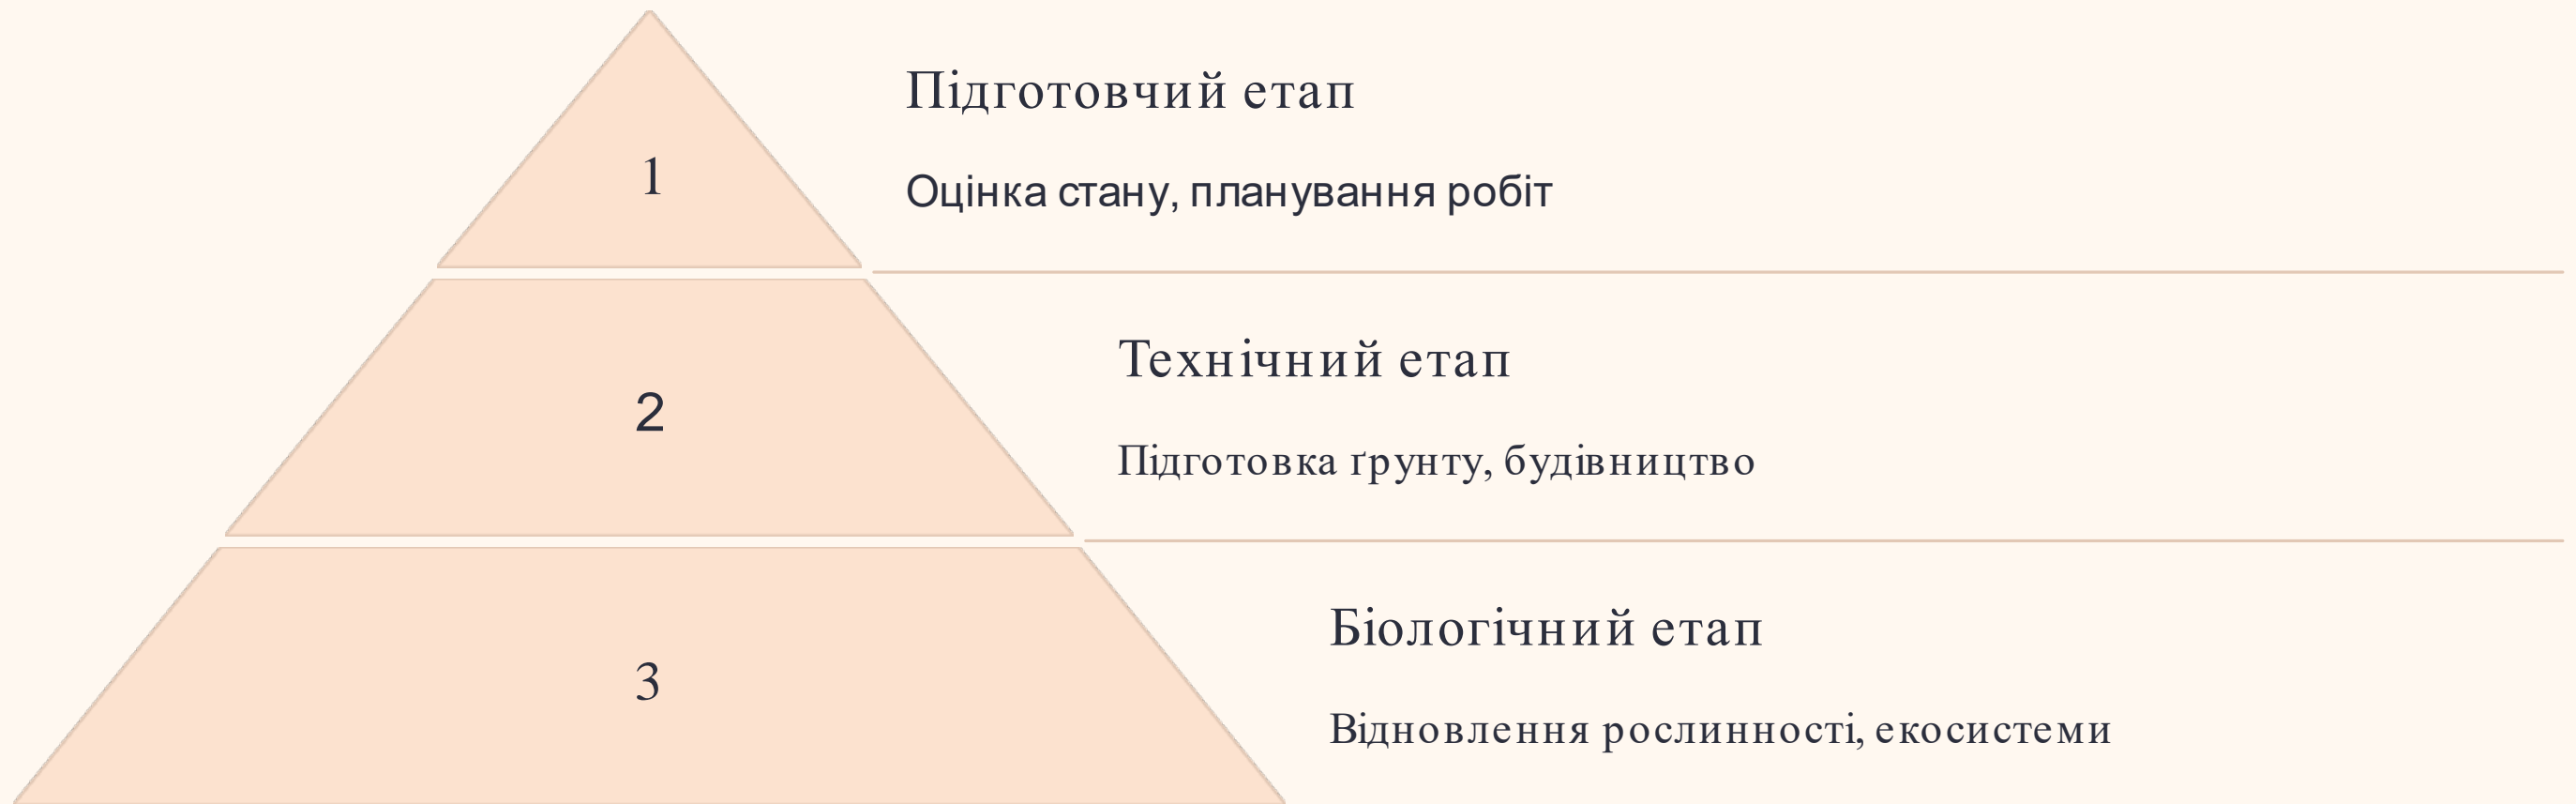 Підготовчий етап
1
Оцінка стану, планування робіт
Технічний етап
2
Підготовка ґрунту, будівництво
Біологічний етап
3
Відновлення рослинності, екосистеми